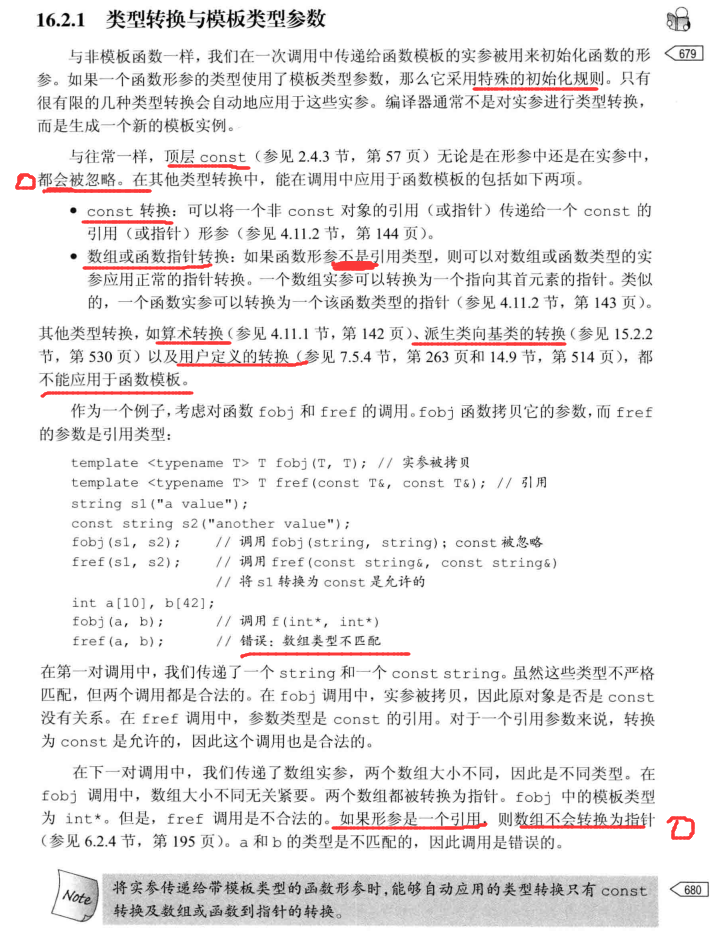 16.2.1 类型转换与模板类型参数
与非模板函数一样，我们在一次调用中传递给函数模板的实参被用来初始化函数的形
679
参。如果一个函数形参的类型使用了模板类型参数，那么它采用特殊的初始化规则。只有
很有限的几种类型转换会自动地应用于这些实参。编译器通常不是对实参进行类型转换，
而是生成一个新的模板实例。
与往常一样，顶层 const（参见 2.4.3 节，第 57 页）无论是在形参中还是在实参中，
都会被忽略。在其他类型转换中，能在调用中应用于函数模板的包括如下两项。
• const 转换：可以将一个非 const 对象的引用（或指针）传递给一个 const 的
引用（或指针）形参（参见 4.11.2 节，第 144 页）。
• 数组或函数指针转换：如果函数形参不是引用类型，则可以对数组或函数类型的实
参应用正常的指针转换。一个数组实参可以转换为一个指向其首元素的指针。类似
的，一个函数实参可以转换为一个该函数类型的指针（参见 4.11.2 节，第 143 页）。
其他类型转换，如算术转换（参见 4.11.1 节，第 142 页）、派生类向基类的转换（参见 15.2.2
节，第 530 页）以及用户定义的转换（参见 7.5.4 节，第 263 页和 14.9 节，第 514 页），都
不能应用于函数模板。
作为一个例子，考虑对函数 fobj 和 fref 的调用。fobj 函数拷贝它的参数，而 fref
的参数是引用类型：
template <typename T> T fobj(T, T); // 实参被拷贝
template <typename T> T fref(const T&, const T&); // 引用
string s1("a value");
const string s2("another value");
fobj(s1, s2); // 调用 fobj(string, string)；const 被忽略
fref(s1, s2); // 调用 fref(const string&, const string&)
// 将 s1 转换为 const 是允许的
int a[10], b[42];
fobj(a, b); // 调用 f(int*, int*)
fref(a, b); // 错误：数组类型不匹配
在第一对调用中，我们传递了一个 string 和一个 const string。虽然这些类型不严格
匹配，但两个调用都是合法的。在 fobj 调用中，实参被拷贝，因此原对象是否是 const
没有关系。在 fref 调用中，参数类型是 const 的引用。对于一个引用参数来说，转换
为 const 是允许的，因此这个调用也是合法的。
在下一对调用中，我们传递了数组实参，两个数组大小不同，因此是不同类型。在
fobj 调用中，数组大小不同无关紧要。两个数组都被转换为指针。fobj 中的模板类型
为 int*。但是，fref 调用是不合法的。如果形参是一个引用，则数组不会转换为指针
（参见 6.2.4 节，第 195 页）。a 和 b 的类型是不匹配的，因此调用是错误的。
Note
将实参传递给带模板类型的函数形参时，能够自动应用的类型转换只有 const
680
转换及数组或函数到指针的转换。